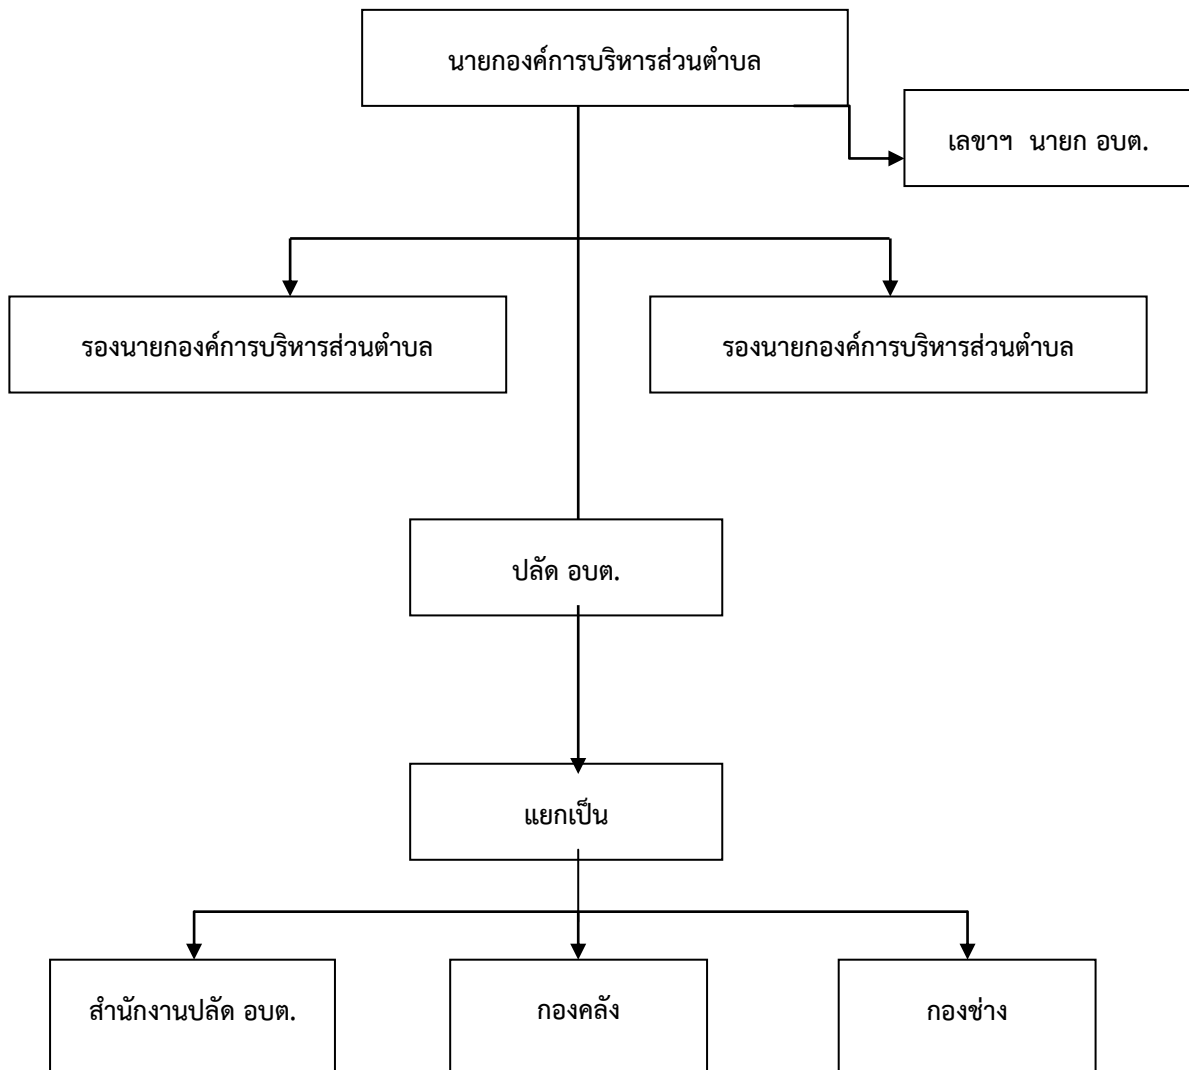 นายกองค์การบริหารส่วนตำบล
เลขาฯ นายก อบต.
รองนายกองค์การบริหารส่วนตำบล
รองนายกองค์การบริหารส่วนตำบล
ปลัด อบต.
แยกเป็น
สำนักงานปลัด อบต.
กองคลัง
กองช่าง